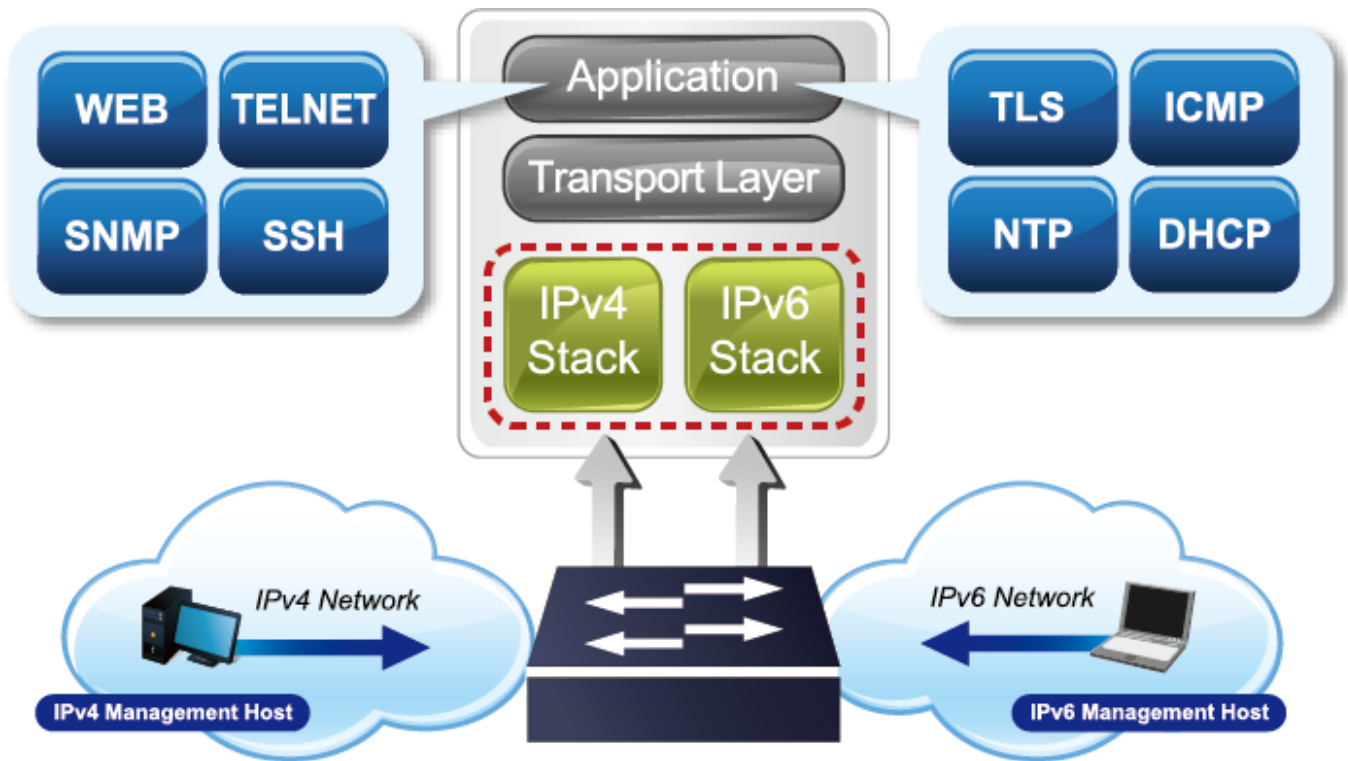 WEB
TELNET
SNMP
SSH
Application
Transport Layer
IPv4
Stack
IPv6
Stack
TLS
ICMP
NTP
DHCP
IPv4 Network
IPv4 Management Host
IPv6 Network
IPv6 Management Host